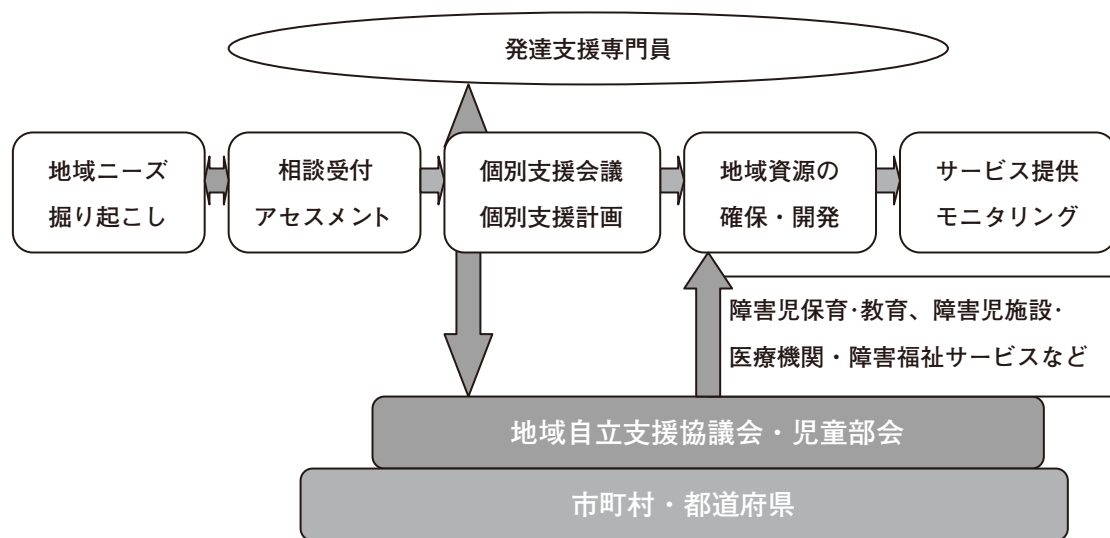 発達支援専門員
地域ニーズ
掘り起こし
相談受付
アセスメント
個別支援会議
個別支援計画
地域資源の
確保・開発
サービス提供
モニタリング
障害児保育・教育、障害児施設・
医療機関・障害福祉サービスなど
地域自立支援協議会・児童部会
市町村・都道府県